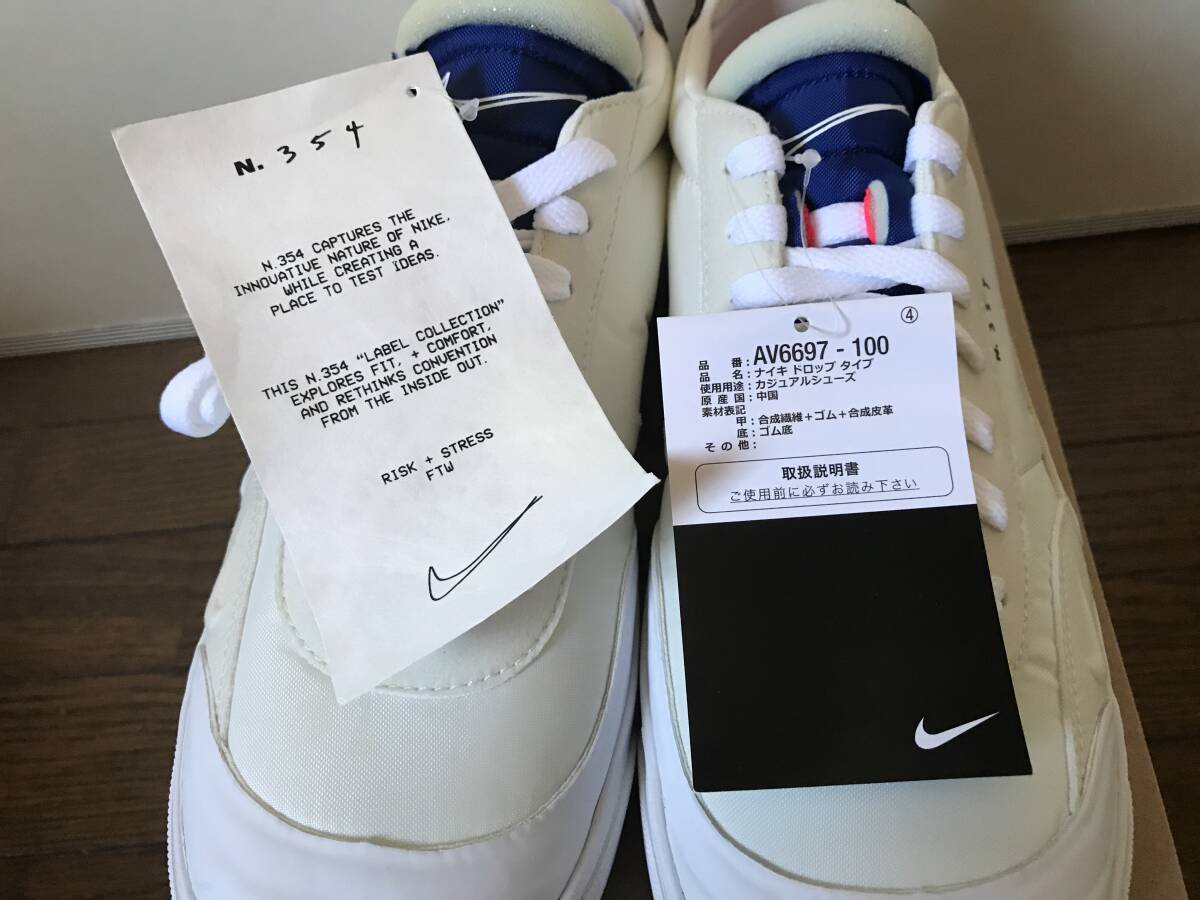 N. 354
N.354 CAPTURES THE
INNOVATIVE NATURE OF NIKE,
WHILE CREATING A
PLACE TO TEST IDEAS.
THIS N.354 “LABEL COLLECTION”
EXPLORES FIT, + COMFORT,
AND RETHINKS CONVENTION
FROM THE INSIDE OUT.
RISK + STRESS
FTW
④
品番:AV6697-100
品名:ナイキ ドロップ タイプ
使用用途:カジュアルシューズ
原産国:中国
素材表記
甲:合成繊維+ゴム+合成皮革
底:ゴム底
その他:
取扱説明書
ご使用前に必ずお読み下さい